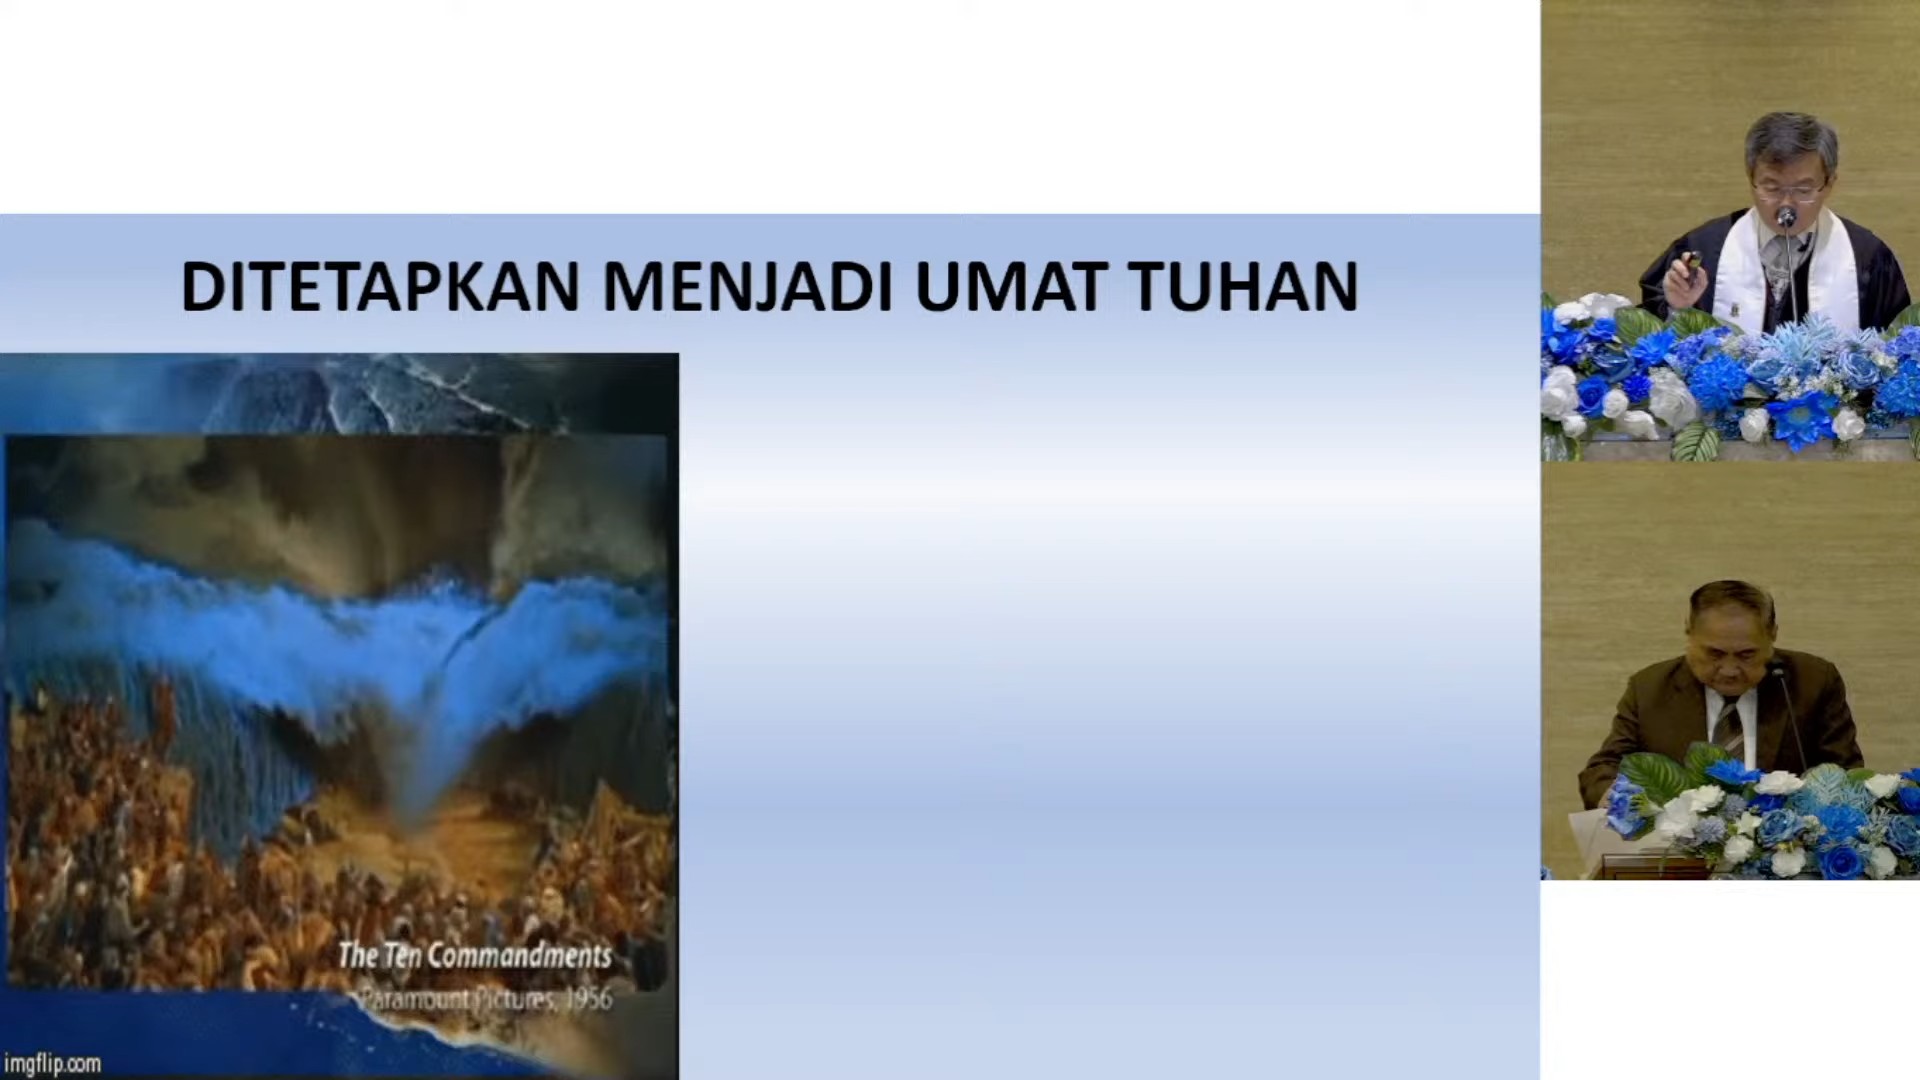 DITETAPKAN MENJADI UMAT TUHAN
The Ten Commandments
Paramount Pictures, 1956
imgflip.com